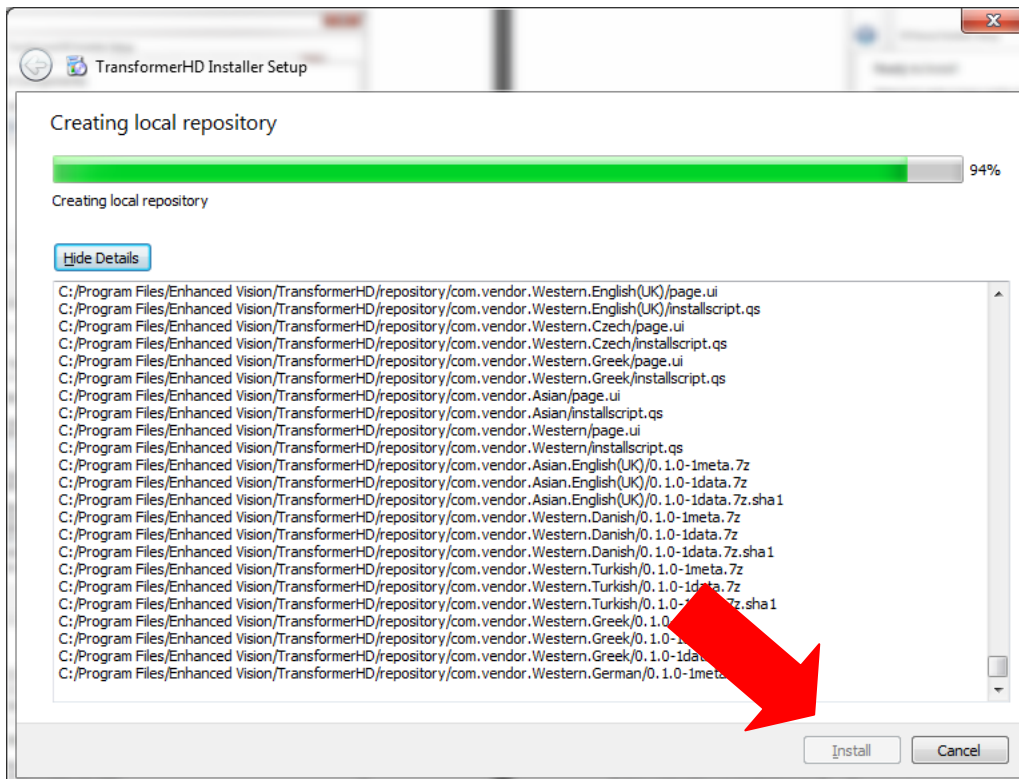 TransformerHD Installer Setup
Creating local repository
94%
Creating local repository
Hide Details
C:/Program Files/Enhanced Vision/TransformerHD/repository/com.vendor.Western.English(UK)/page.ui
C:/Program Files/Enhanced Vision/TransformerHD/repository/com.vendor.Western.English(UK)/installscript.qs
C:/Program Files/Enhanced Vision/TransformerHD/repository/com.vendor.Western.Czech/page.ui
C:/Program Files/Enhanced Vision/TransformerHD/repository/com.vendor.Western.Czech/installscript.qs
C:/Program Files/Enhanced Vision/TransformerHD/repository/com.vendor.Western.Greek/page.ui
C:/Program Files/Enhanced Vision/TransformerHD/repository/com.vendor.Western.Greek/installscript.qs
C:/Program Files/Enhanced Vision/TransformerHD/repository/com.vendor.Asian/page.ui
C:/Program Files/Enhanced Vision/TransformerHD/repository/com.vendor.Asian/installscript.qs
C:/Program Files/Enhanced Vision/TransformerHD/repository/com.vendor.Western/page.ui
C:/Program Files/Enhanced Vision/TransformerHD/repository/com.vendor.Western/installscript.qs
C:/Program Files/Enhanced Vision/TransformerHD/repository/com.vendor.Asian.English(UK)/0.1.0-1meta.7z
C:/Program Files/Enhanced Vision/TransformerHD/repository/com.vendor.Asian.English(UK)/0.1.0-1data.7z
C:/Program Files/Enhanced Vision/TransformerHD/repository/com.vendor.Asian.English(UK)/0.1.0-1data.7z.sha1
C:/Program Files/Enhanced Vision/TransformerHD/repository/com.vendor.Western.Danish/0.1.0-1meta.7z
C:/Program Files/Enhanced Vision/TransformerHD/repository/com.vendor.Western.Danish/0.1.0-1data.7z
C:/Program Files/Enhanced Vision/TransformerHD/repository/com.vendor.Western.Danish/0.1.0-1data.7z.sha1
C:/Program Files/Enhanced Vision/TransformerHD/repository/com.vendor.Western.Turkish/0.1.0-1meta.7z
C:/Program Files/Enhanced Vision/TransformerHD/repository/com.vendor.Western.Turkish/0.1.0-1data.7z
C:/Program Files/Enhanced Vision/TransformerHD/repository/com.vendor.Western.Turkish/0.1.0-1 7z.sha1
C:/Program Files/Enhanced Vision/TransformerHD/repository/com.vendor.Western.Greek/0.1.0
C:/Program Files/Enhanced Vision/TransformerHD/repository/com.vendor.Western.Greek/0.1.0-1
C:/Program Files/Enhanced Vision/TransformerHD/repository/com.vendor.Western.Greek/0.1.0-1dat
C:/Program Files/Enhanced Vision/TransformerHD/repository/com.vendor.Western.German/0.1.0-1meta
Install
Cancel